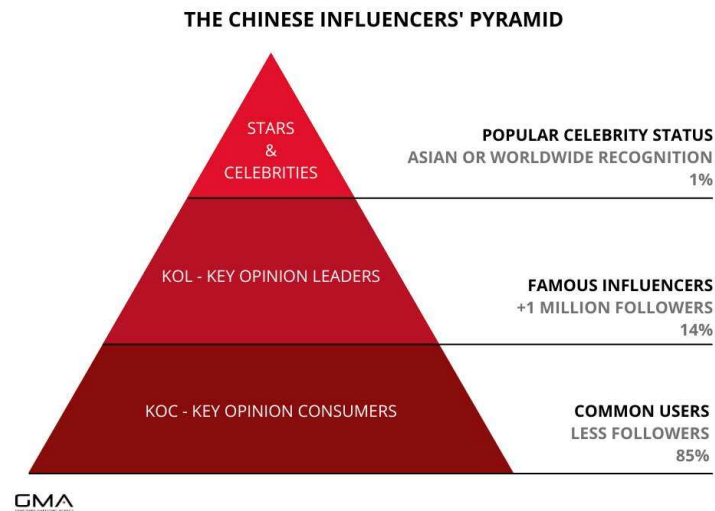 THE CHINESE INFLUENCERS' PYRAMID
STARS
&
CELEBRITIES
POPULAR CELEBRITY STATUS
ASIAN OR WORLDWIDE RECOGNITION
1%
KOL - KEY OPINION LEADERS
FAMOUS INFLUENCERS
+1 MILLION FOLLOWERS
14%
KOC - KEY OPINION CONSUMERS
COMMON USERS
LESS FOLLOWERS
85%
GMA